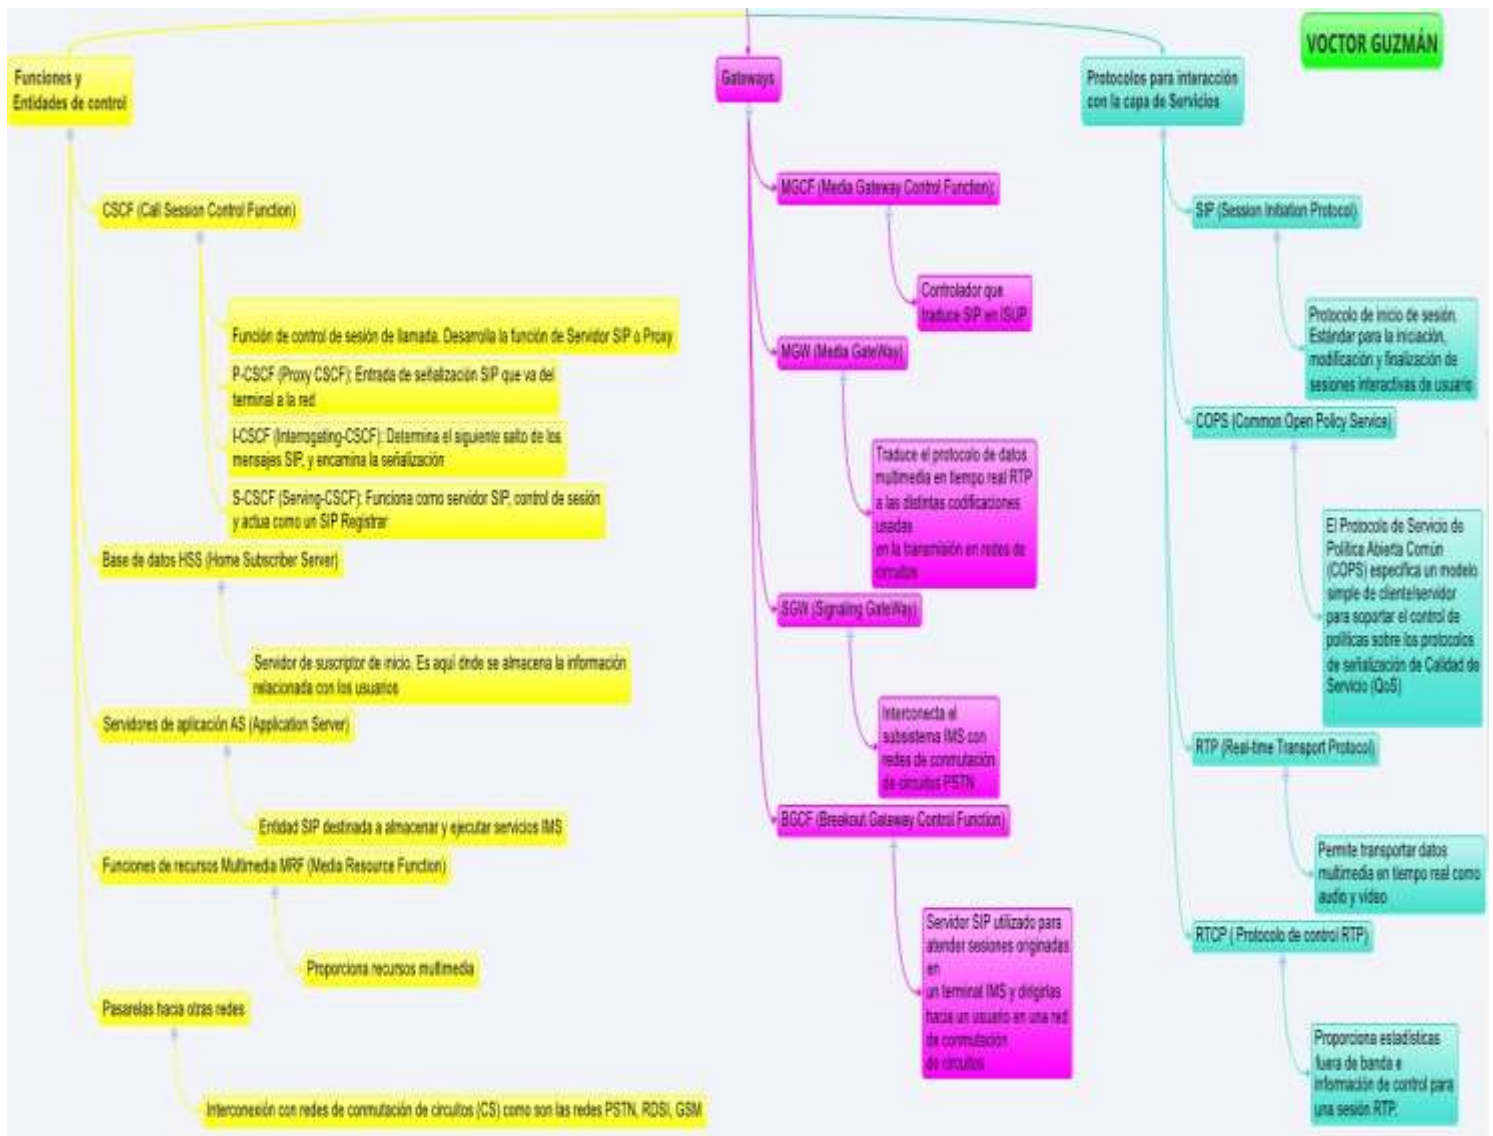 VOCTOR GUZMÁN
Funciones y
Entidades de control
CSCF (Call Session Control Function)
Función de control de sesión de llamada. Desarrolla la función de Servidor SIP o Proxy
P-CSCF (Proxy CSCF): Entrada de señalización SIP que va del
terminal a la red
I-CSCF (Interrogating-CSCF): Determina el siguiente salto de los
mensajes SIP, y encamina la señalización
S-CSCF (Serving-CSCF): Funciona como servidor SIP, control de sesión
y actua como un SIP Registrar
Base de datos HSS (Home Subscriber Server)
Servidor de suscriptor de inicio. Es aquí dnde se almacena la información
relacionada con los usuarios
Servidores de aplicación AS (Application Server)
Entidad SIP destinada a almacenar y ejecutar servicios IMS
Funciones de recursos Multimedia MRF (Media Resource Function)
Proporciona recursos multimedia
Pasarelas hacia otras redes
Interconexión con redes de conmutación de circuitos (CS) como son las redes PSTN, RDSI, GSM
Gateways
MGCF (Media Gateway Control Function);
Controlador que
traduce SIP en ISUP
MGW (Media GateWay)
Traduce el protocolo de datos
multimedia en tiempo real RTP
a las distintas codificaciones
usadas
en la transmisión en redes de
circuitos
SGW (Signaling GateWay)
Interconecta el
subsistema IMS con
redes de conmutación
de circuitos PSTN
BGCF (Breakout Gateway Control Function)
Servidor SIP utilizado para
atender sesiones originadas
en
un terminal IMS y dirigirlas
hacia un usuario en una red
de conmutación
de circuitos
Protocolos para interacción
con la capa de Servicios
SIP (Session Initiation Protocol)
Protocolo de inicio de sesión.
Estándar para la iniciación,
modificación y finalización de
sesiones interactivas de usuario
COPS (Common Open Policy Service)
El Protocolo de Servicio de
Política Abierta Común
(COPS) especifica un modelo
simple de cliente/servidor
para soportar el control de
políticas sobre los protocolos
de señalización de Calidad de
Servicio (QoS)
RTP (Real-time Transport Protocol)
Permite transportar datos
multimedia en tiempo real como
audio y video
RTCP ( Protocolo de control RTP)
Proporciona estadísticas
fuera de banda e
información de control para
una sesión RTP.